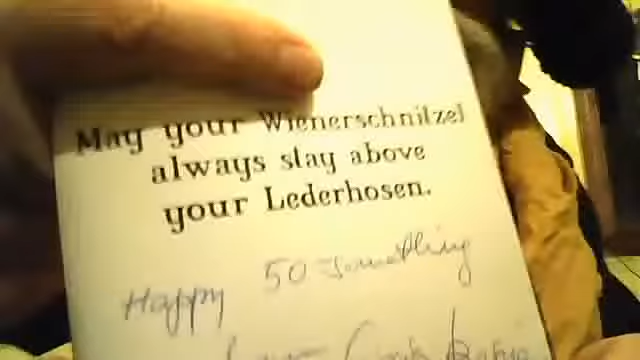 May your Wienerschnitzel
always stay above
your Lederhosen.
Happy 50 Something